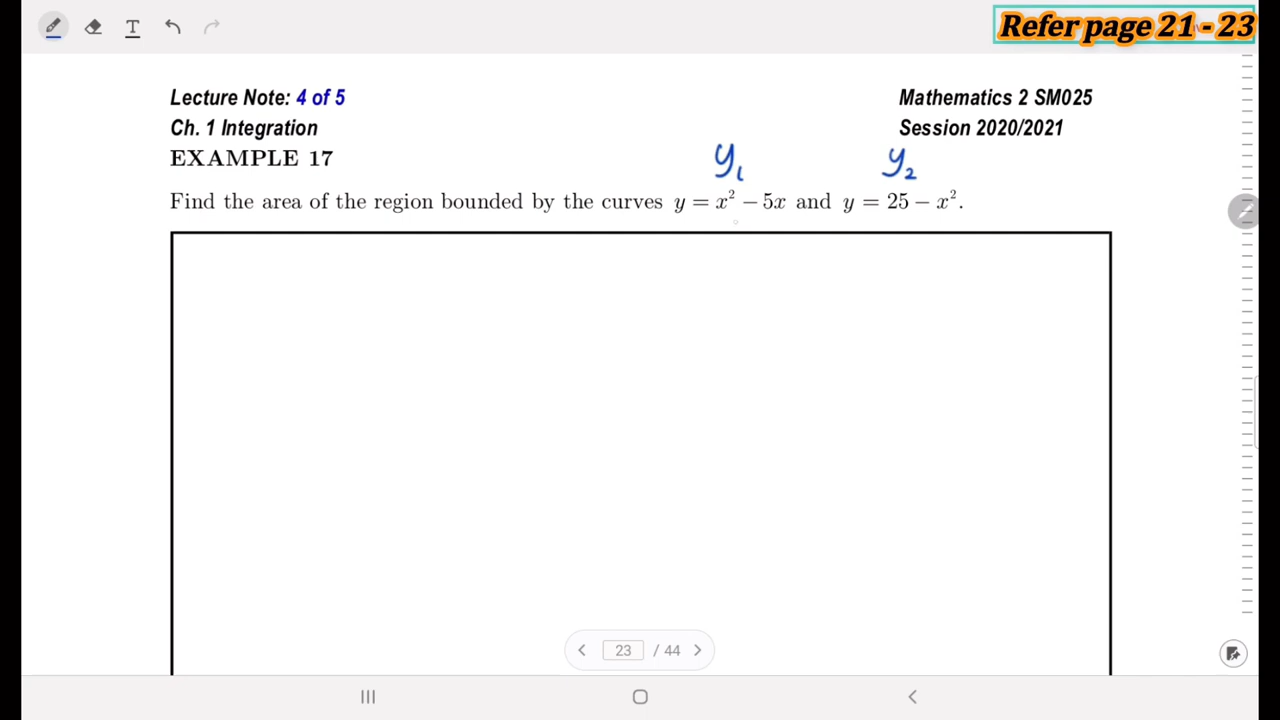 T
Refer page 21 - 23
Lecture Note: 4 of 5
Mathematics 2 SM025
Ch. 1 Integration
Session 2020/2021
EXAMPLE 17
y₁ y₂
Find the area of the region bounded by the curves y = x² − 5x and y = 25 − x².
23 / 44